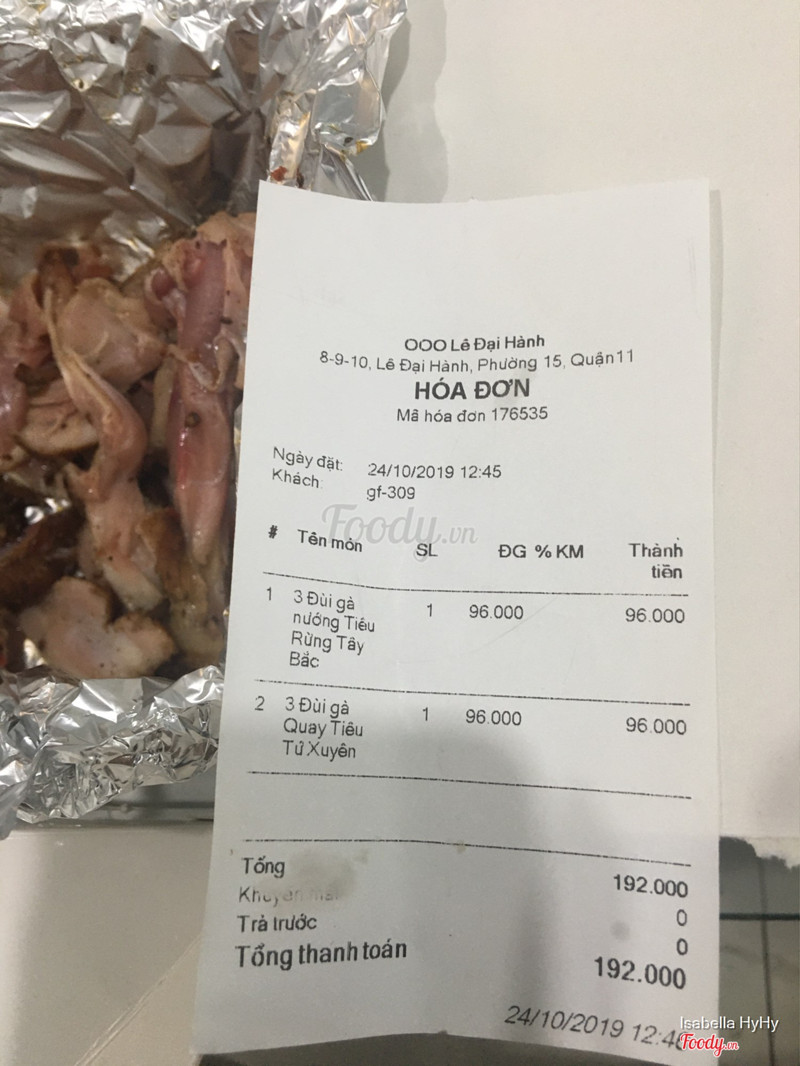 OOO Lê Đại Hành
8-9-10, Lê Đại Hành, Phường 15, Quận11
HÓA ĐƠN
Mã hóa đơn 176535
Ngày đặt: 24/10/2019 12:45
Khách gf-309
Foody.vn
# Tên món SL ĐG % KM Thành
tiền
1 3 Đùi gà 1 96.000 96.000
nướng Tiêu
Rừng Tây
Bắc
2 3 Đùi gà 1 96.000 96.000
Quay Tiêu
Tứ Xuyên
Tổng 192.000
0
Trả trước 0
Tổng thanh toán 192.000
24/10/2019
Isabella HyHy
Foody.vn